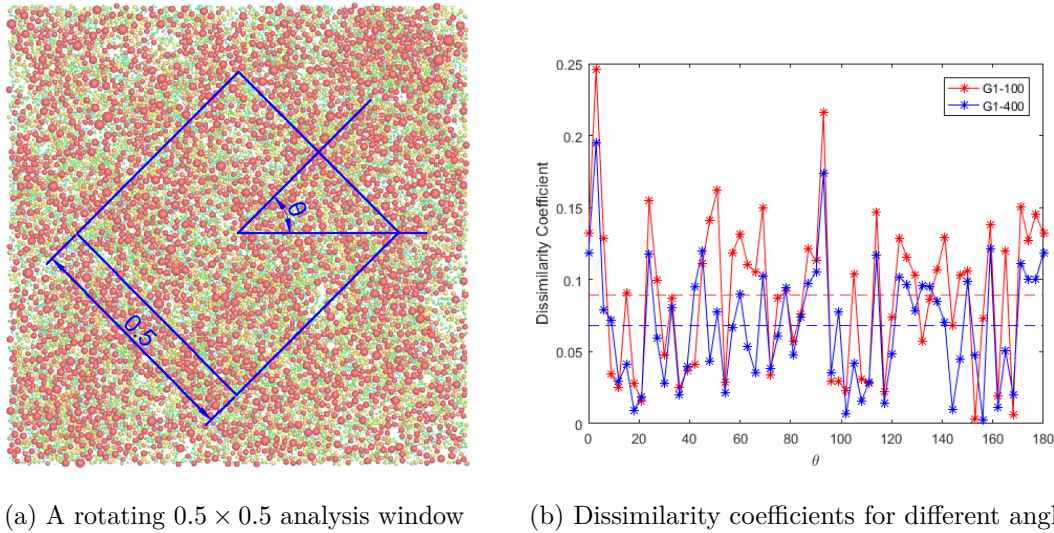 θ
0.5
0.25
0.2
0.15
0.1
0.05
0
Dissimilarity Coefficient
G1-100
G1-400
0 20 40 60 80 100 120 140 160 180
θ
(a) A rotating 0.5 × 0.5 analysis window
(b) Dissimilarity coefficients for different angl